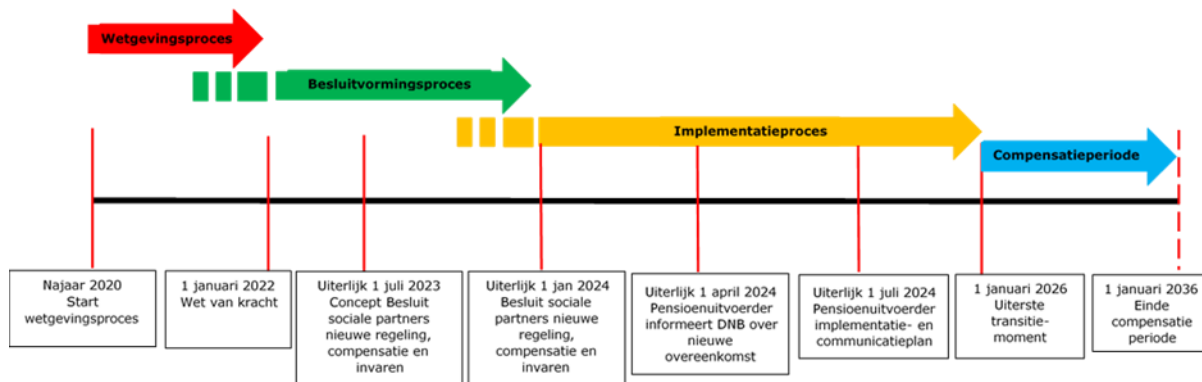 Wetgevingsproces
Besluitvormingsproces
Implementatieproces
Compensatieperiode
Najaar 2020
Start
wetgevingsproces
1 januari 2022
Wet van kracht
Uiterlijk 1 juli 2023
Concept Besluit
sociale partners
nieuwe regeling,
compensatie en
invaren
Uiterlijk 1 jan 2024
Besluit sociale
partners nieuwe
regeling,
compensatie en
invaren
Uiterlijk 1 april 2024
Pensioenuitvoerder
informeert DNB over
nieuwe
overeenkomst
Uiterlijk 1 juli 2024
Pensioenuitvoerder
implementatie- en
communicatieplan
1 januari 2026
Uiterste
transitie-
moment
1 januari 2036
Einde
compensatie
periode